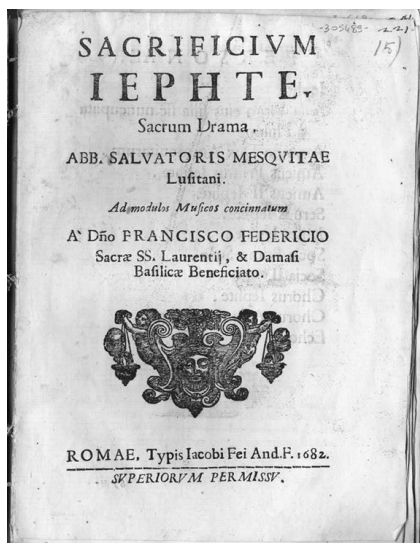 15)
SACRIFICIVM
IEPHTE.
Sacrum Drama.
ABB. SALVATORIS MESQVITAE
Lusitani.
Ad modulos Musicos concinnatum
A' Dño FRANCISCO FEDERICIO
Sacræ SS. Laurentij, & Damasi
Basilicæ Beneficiato.
ROMAE, Typis Iacobi Fei And.F. 1682.
SVPERIORVM PERMISSV.